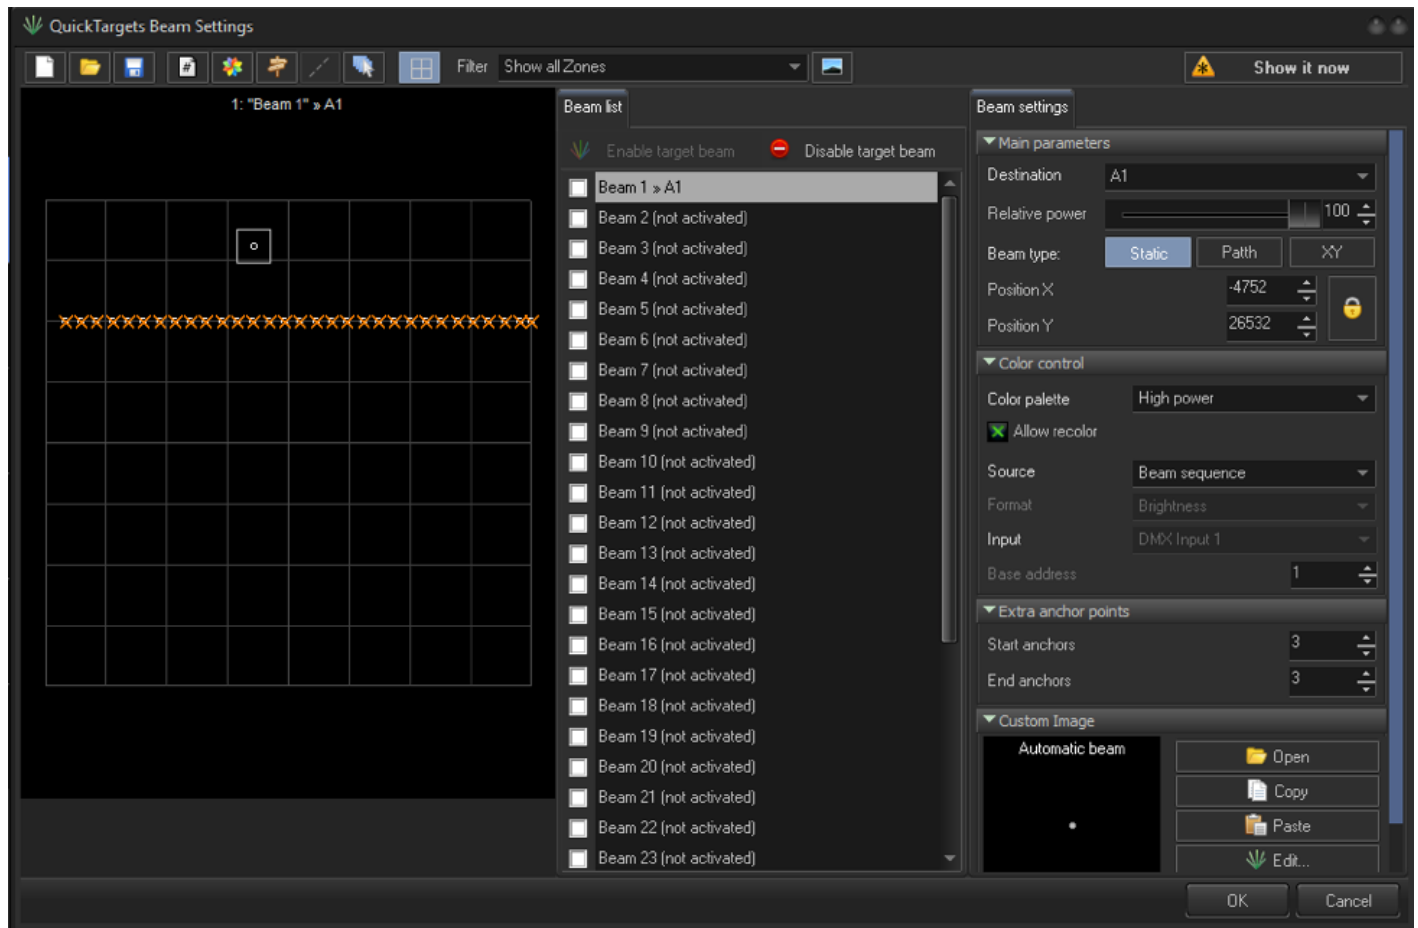 QuickTargets Beam Settings
Filter Show all Zones
Show it now
1: "Beam 1" » A1
Beam list
Enable target beam
Disable target beam
Beam 1 » A1
Beam 2 (not activated)
Beam 3 (not activated)
Beam 4 (not activated)
Beam 5 (not activated)
Beam 6 (not activated)
Beam 7 (not activated)
Beam 8 (not activated)
Beam 9 (not activated)
Beam 10 (not activated)
Beam 11 (not activated)
Beam 12 (not activated)
Beam 13 (not activated)
Beam 14 (not activated)
Beam 15 (not activated)
Beam 16 (not activated)
Beam 17 (not activated)
Beam 18 (not activated)
Beam 19 (not activated)
Beam 20 (not activated)
Beam 21 (not activated)
Beam 22 (not activated)
Beam 23 (not activated)
Beam settings
Main parameters
Destination A1
Relative power 100
Beam type: Static Patth XY
Position X -4752
Position Y 26532
Color control
Color palette High power
Allow recolor
Source Beam sequence
Format Brightness
Input DMX Input 1
Base address 1
Extra anchor points
Start anchors 3
End anchors 3
Custom Image
Automatic beam
Open
Copy
Paste
Edit...
OK Cancel